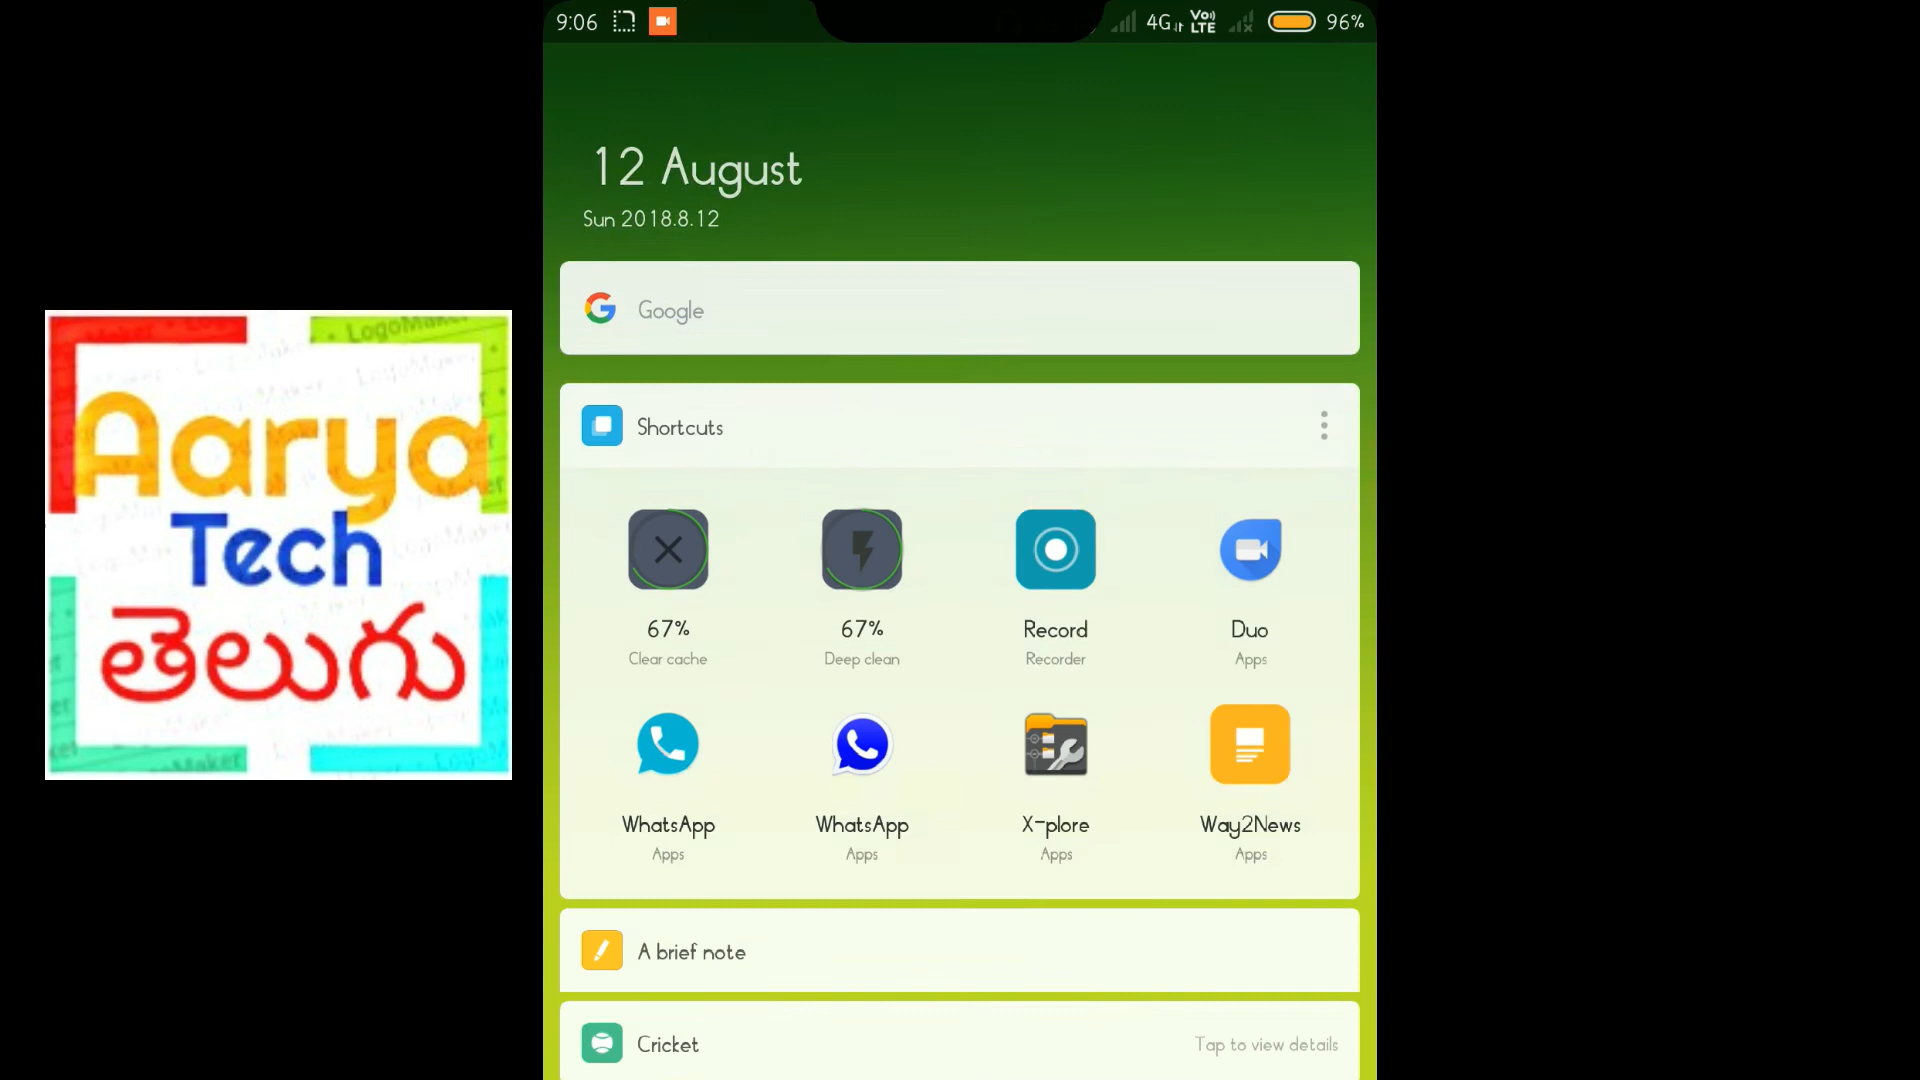 9:06
4G Vo) LTE 96%
12 August
Sun 2018.8.12
Google
Shortcuts
67%
Clear cache
67%
Deep clean
Record
Recorder
Duo
Apps
WhatsApp
Apps
WhatsApp
Apps
X-plore
Apps
Way2News
Apps
A brief note
Cricket
Tap to view details
Aarya
Tech
తెలుగు
LogoMaker